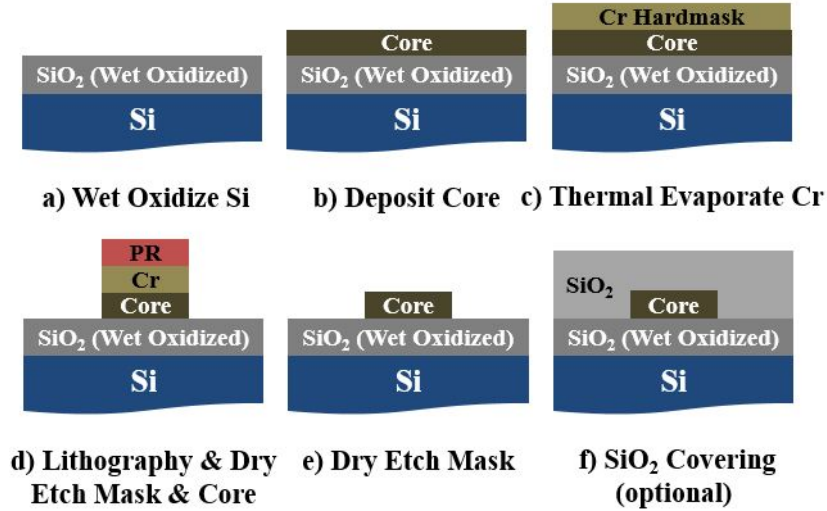 Core
SiO₂ (Wet Oxidized)
Si
a) Wet Oxidize Si
Core
SiO₂ (Wet Oxidized)
Si
b) Deposit Core
Cr Hardmask
Core
SiO₂ (Wet Oxidized)
Si
c) Thermal Evaporate Cr
PR
Cr
Core
SiO₂ (Wet Oxidized)
Si
d) Lithography & Dry
Etch Mask & Core
Core
SiO₂ (Wet Oxidized)
Si
e) Dry Etch Mask
SiO₂
Core
SiO₂ (Wet Oxidized)
Si
f) SiO₂ Covering
(optional)